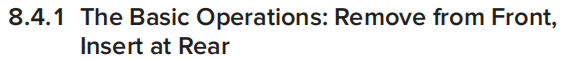 8.4.1 The Basic Operations: Remove from Front,
Insert at Rear